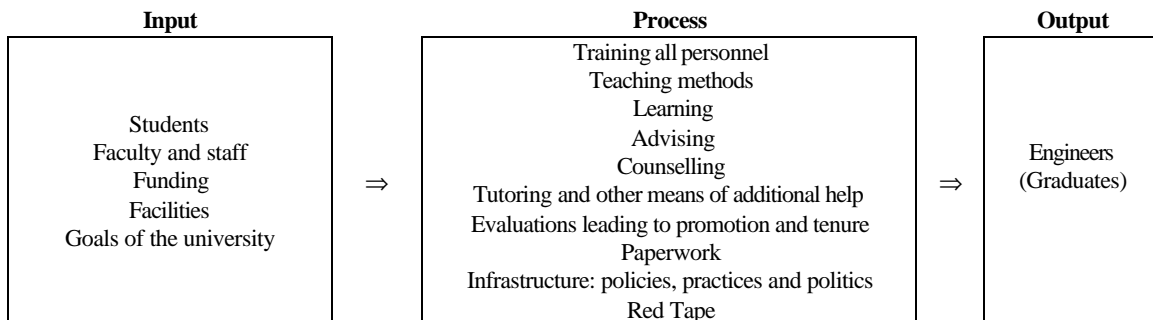 Input
Students
Faculty and staff
Funding
Facilities
Goals of the university
⇒
Process
Training all personnel
Teaching methods
Learning
Advising
Counselling
Tutoring and other means of additional help
Evaluations leading to promotion and tenure
Paperwork
Infrastructure: policies, practices and politics
Red Tape
⇒
Output
Engineers
(Graduates)